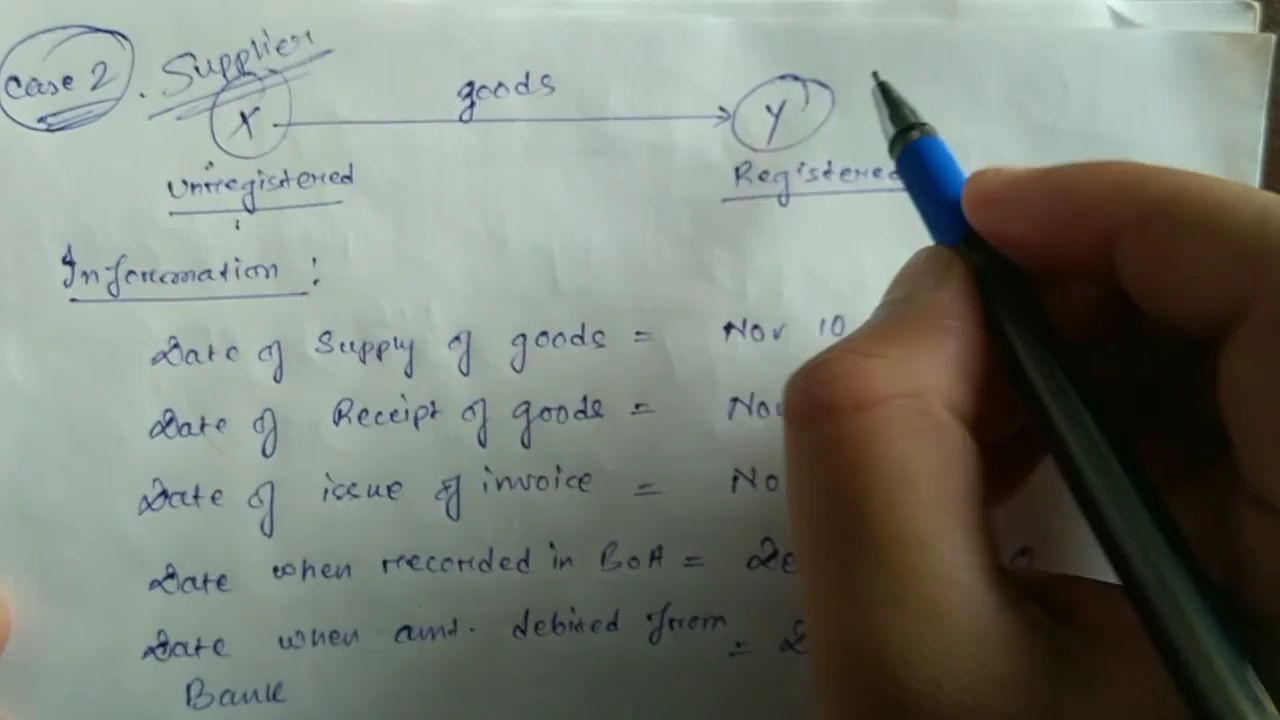 Case 2. Supplier
X goods Y
Unregistered Registered
Information:
Date of Supply of goods = Nov 10
Date of Receipt of goods = Nov
Date of issue of invoice = No
Date when recorded in BOA = De
Date when amt. debited from =
Bank